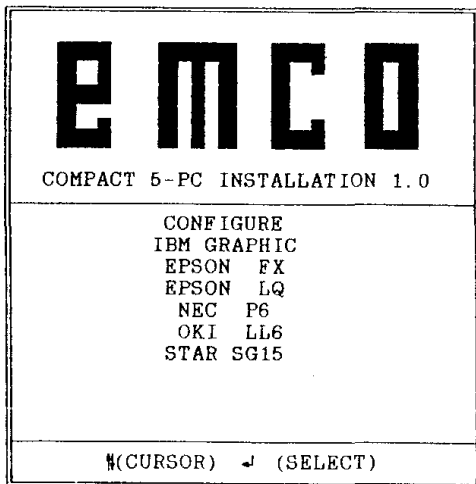 emco
COMPACT 5-PC INSTALLATION 1.0
CONFIGURE
IBM GRAPHIC
EPSON FX
EPSON LQ
NEC P6
OKI LL6
STAR SG15
(CURSOR) ↵ (SELECT)